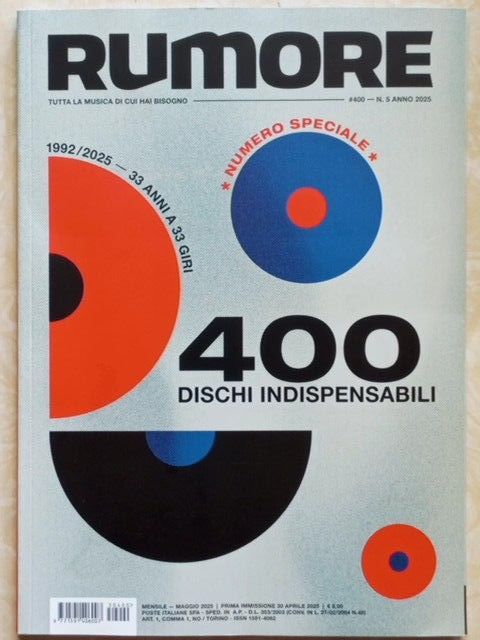 RUMORE
TUTTA LA MUSICA DI CUI HAI BISOGNO
#400 — N. 5 ANNO 2025
* NUMERO SPECIALE *
1992/2025 — 33 ANNI A 33 GIRI
400
DISCHI INDISPENSABILI
MENSILE — MAGGIO 2025 | PRIMA IMMISSIONE 30 APRILE 2025 | € 8,00
POSTE ITALIANE SPA - SPED. IN A.P. - D.L. 353/2003 (CONV. IN L. 27/02/2004 N.46)
ART. 1, COMMA 1, NO / TORINO - ISSN 1591-4062